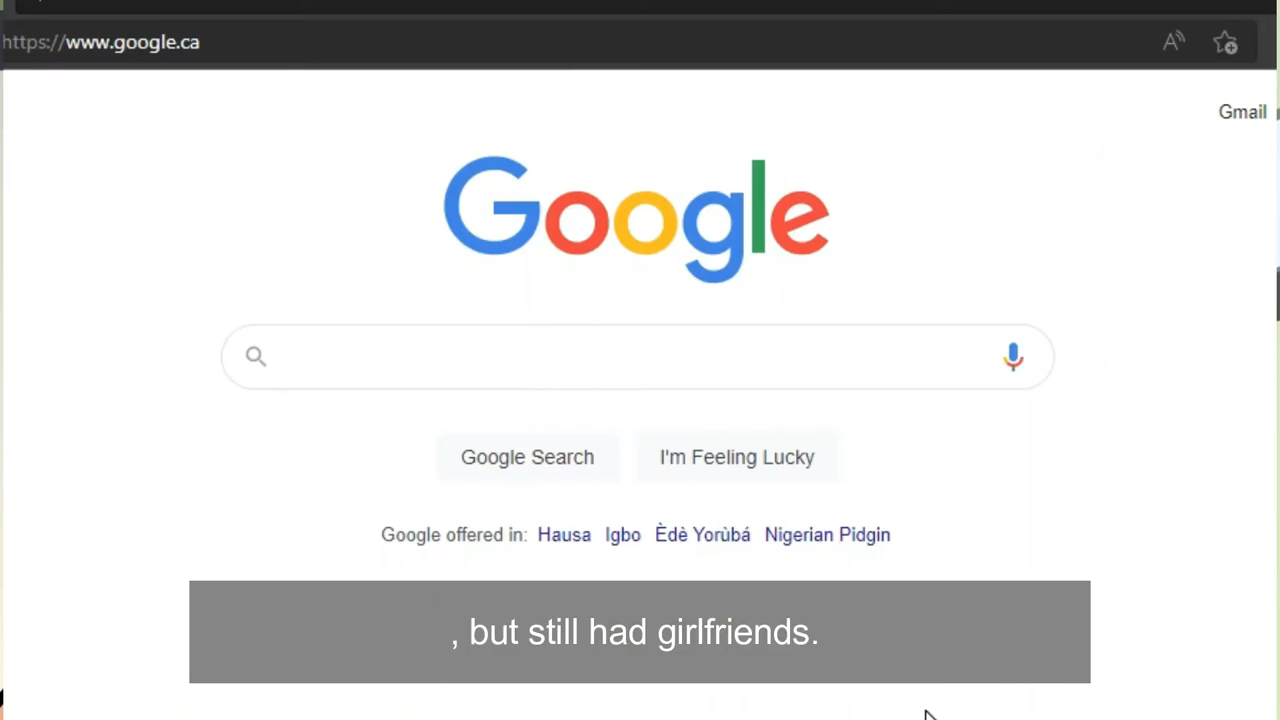 https://www.google.ca
Gmail
Google
Google Search
I'm Feeling Lucky
Google offered in: Hausa Igbo Èdè Yorùbá Nigerian Pidgin
, but still had girlfriends.